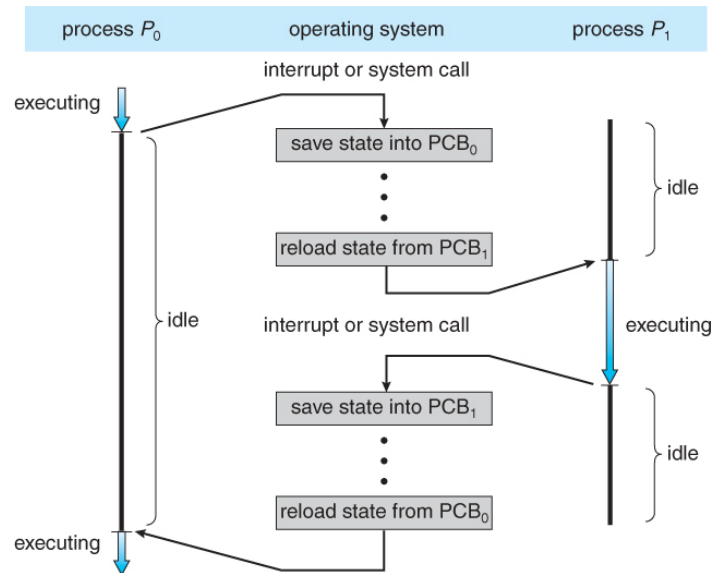 process P₀ operating system process P₁
interrupt or system call
executing
save state into PCB₀
idle
reload state from PCB₁
idle
interrupt or system call
executing
save state into PCB₁
idle
reload state from PCB₀
executing